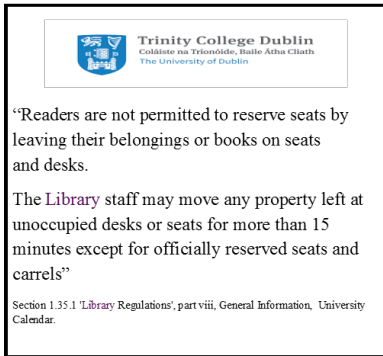 Trinity College Dublin
Coláiste na Tríonóide, Baile Átha Cliath
The University of Dublin
“Readers are not permitted to reserve seats by
leaving their belongings or books on seats
and desks.
The Library staff may move any property left at
unoccupied desks or seats for more than 15
minutes except for officially reserved seats and
carrels”
Section 1.35.1 'Library Regulations', part viii, General Information, University
Calendar.